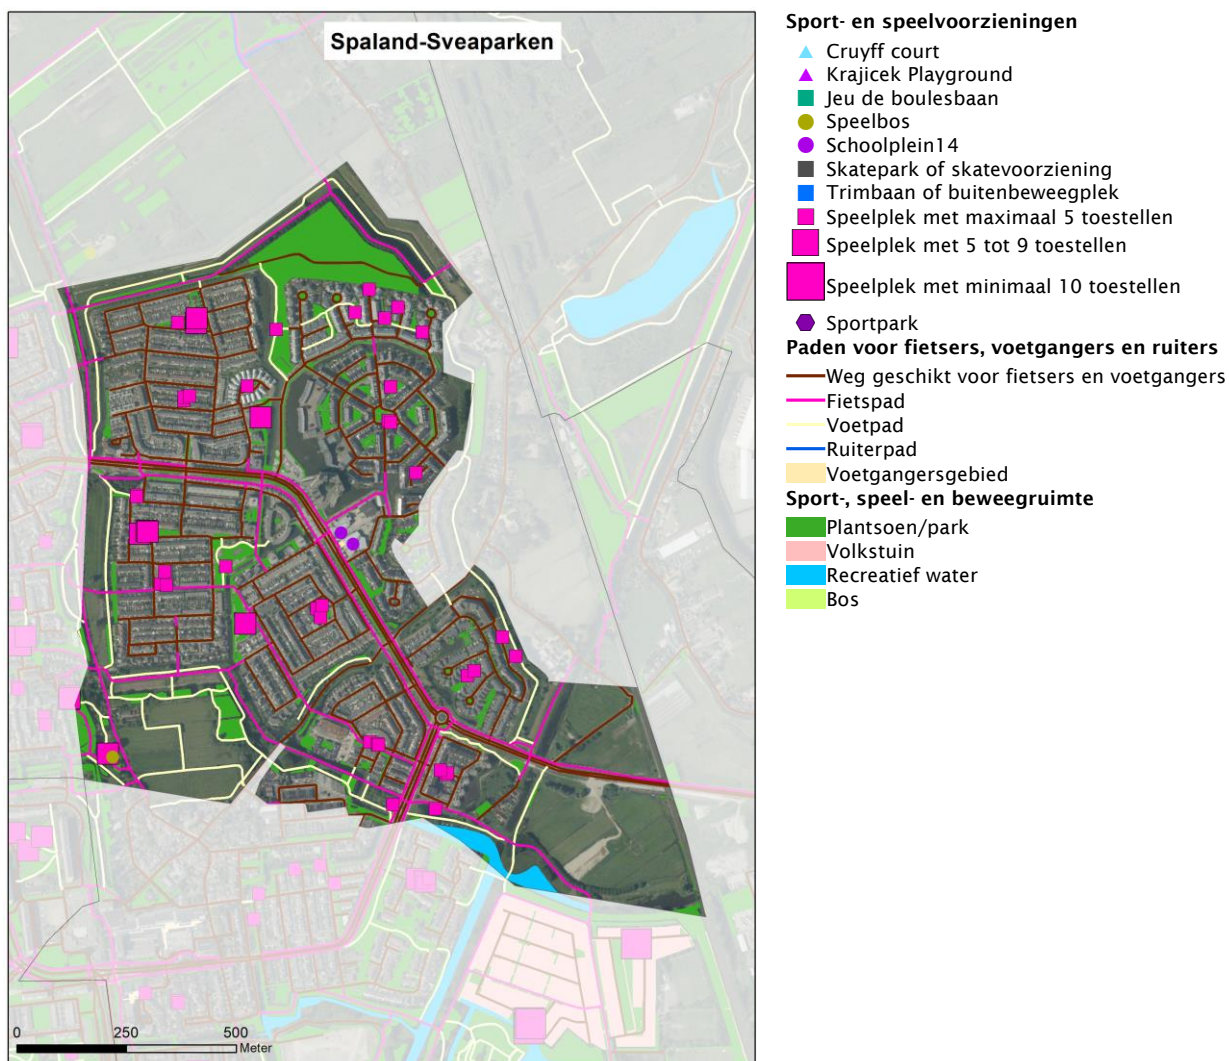 Spaland-Sveaparken
Sport- en speelvoorzieningen
Cruyff court
Krajicek Playground
Jeu de boulesbaan
Speelbos
Schoolplein14
Skatepark of skatevoorziening
Trimbaan of buitenbeweegplek
Speelplek met maximaal 5 toestellen
Speelplek met 5 tot 9 toestellen
Speelplek met minimaal 10 toestellen
Sportpark
Paden voor fietsers, voetgangers en ruiters
Weg geschikt voor fietsers en voetgangers
Fietspad
Voetpad
Ruiterpad
Voetgangersgebied
Sport-, speel- en beweegruimte
Plantsoen/park
Volkstuin
Recreatief water
Bos
0 250 500
Meter